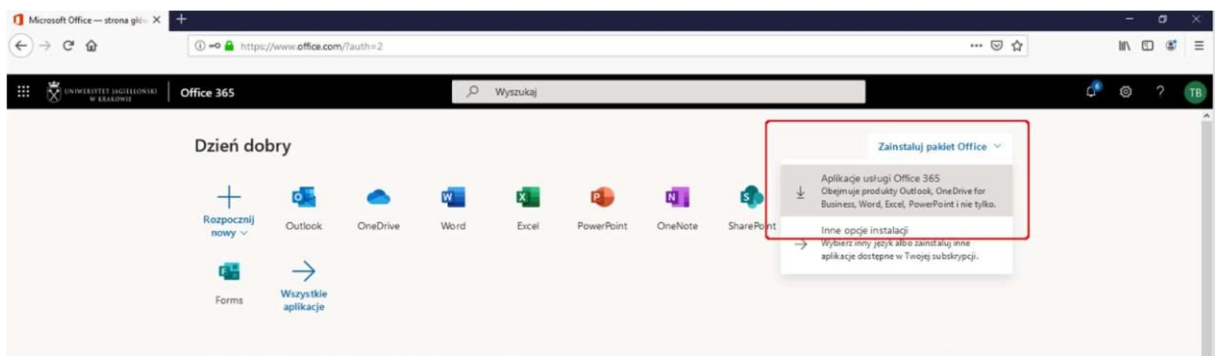 Microsoft Office — strona głó
https://www.office.com/?auth=2
UNIWERSYTET JAGIELLOŃSKI
W KRAKOWIE
Office 365
Wyszukaj
6
TB
Dzień dobry
Zainstaluj pakiet Office
Aplikacje usługi Office 365
Obejmuje produkty Outlook, OneDrive for
Business, Word, Excel, PowerPoint i nie tylko.
Inne opcje instalacji
Wybierz inny język albo zainstaluj inne
aplikacje dostępne w Twojej subskrypcji.
Rozpocznij
nowy
Outlook
OneDrive
Word
Excel
PowerPoint
OneNote
SharePoint
Forms
Wszystkie
aplikacje